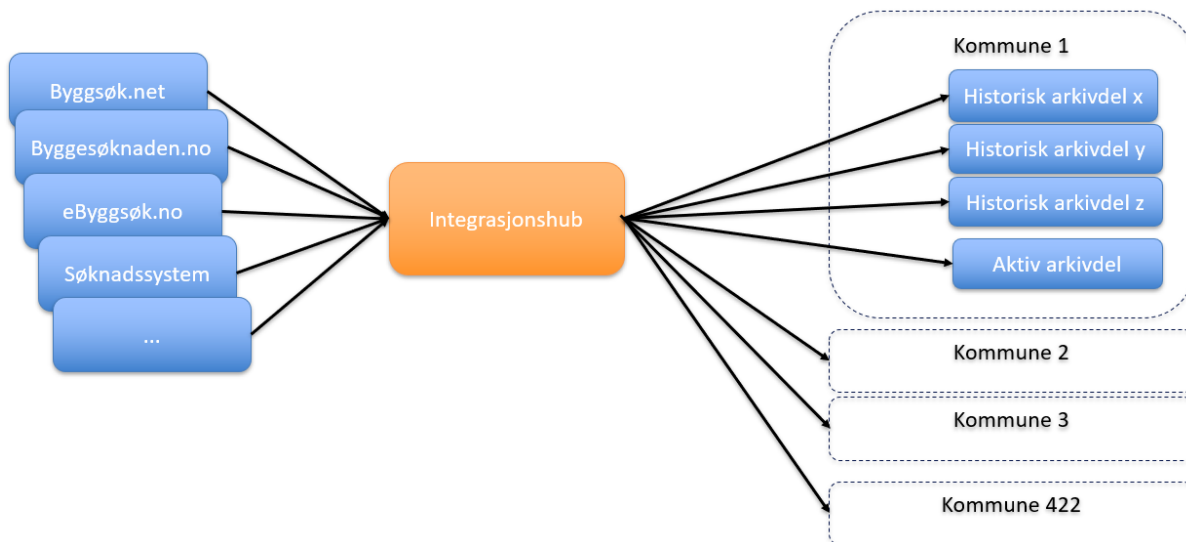 Byggsøk.net
Byggesøknaden.no
eByggsøk.no
Søknadssystem
...
Integrasjonshub
Kommune 1
Historisk arkivdel x
Historisk arkivdel y
Historisk arkivdel z
Aktiv arkivdel
Kommune 2
Kommune 3
Kommune 422